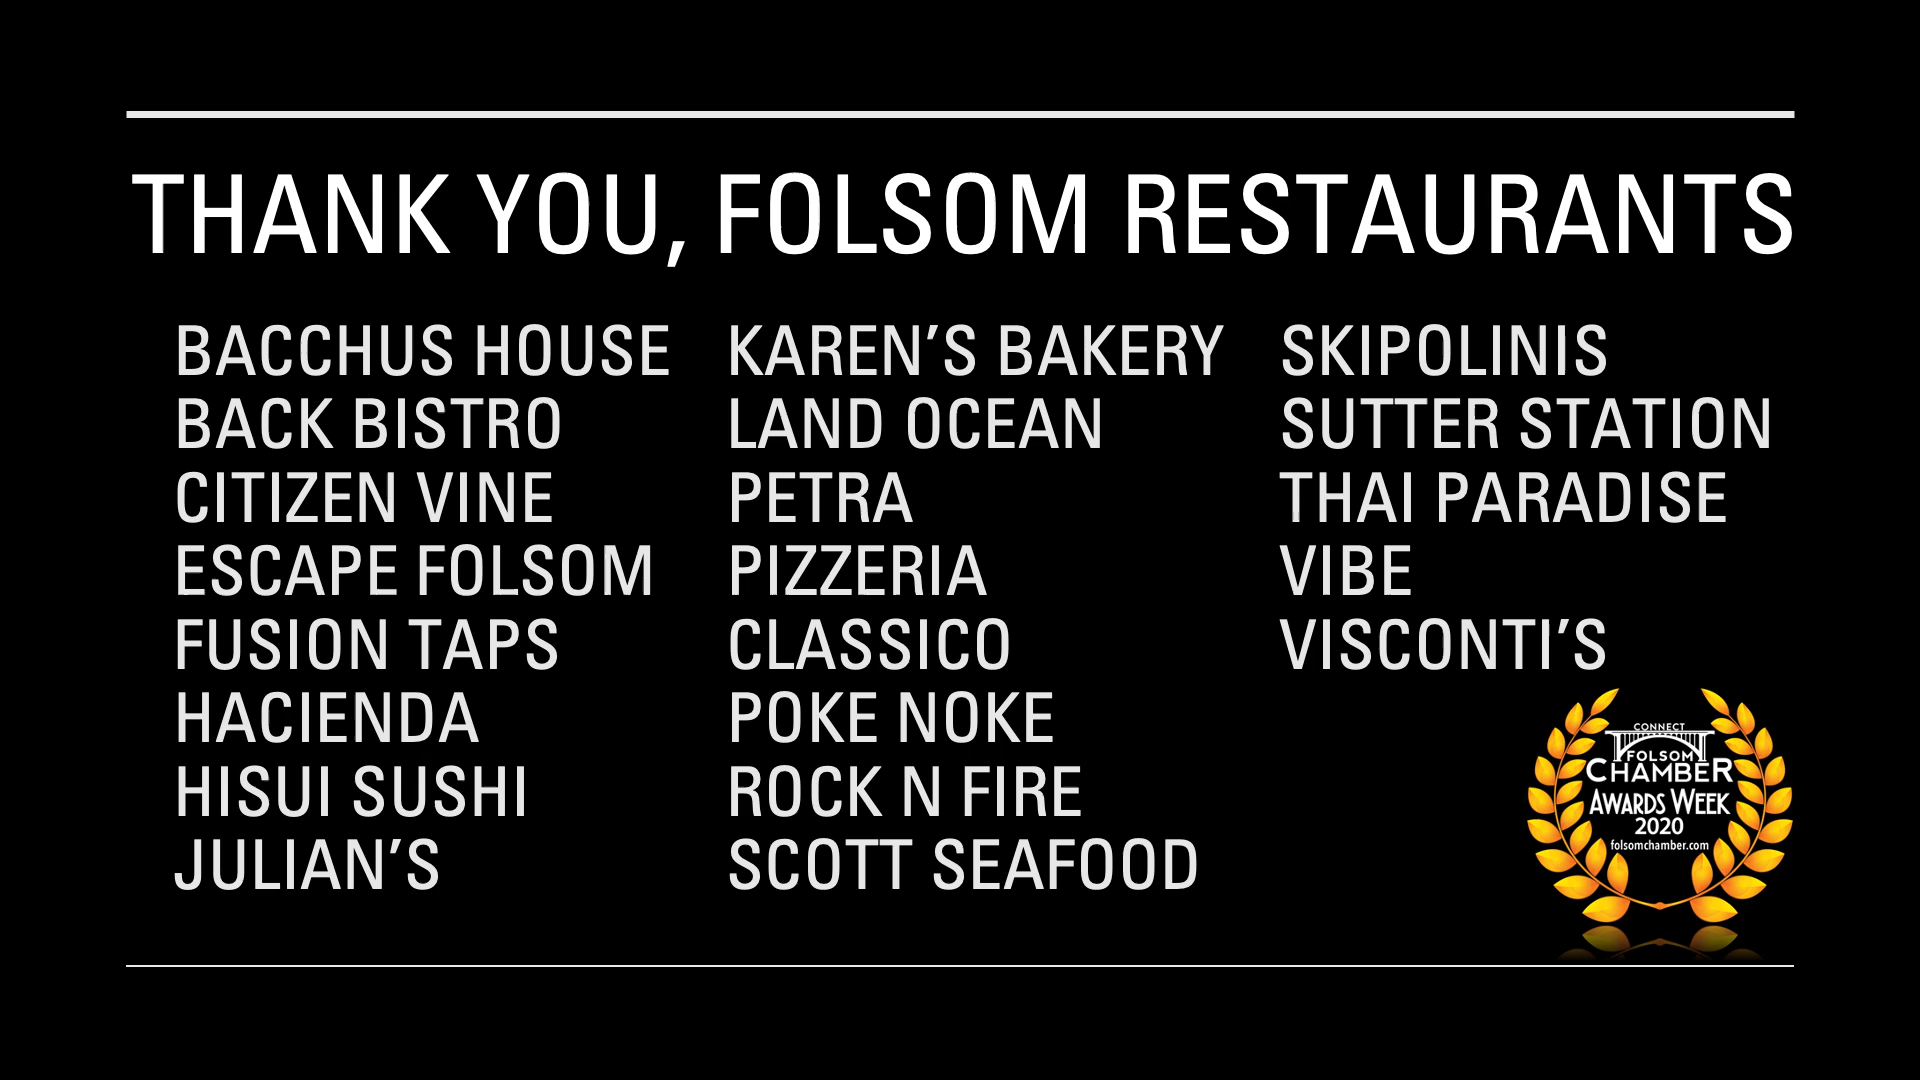 THANK YOU, FOLSOM RESTAURANTS
BACCHUS HOUSE
BACK BISTRO
CITIZEN VINE
ESCAPE FOLSOM
FUSION TAPS
HACIENDA
HISUI SUSHI
JULIAN’S
KAREN’S BAKERY
LAND OCEAN
PETRA
PIZZERIA
CLASSICO
POKE NOKE
ROCK N FIRE
SCOTT SEAFOOD
SKIPOLINIS
SUTTER STATION
THAI PARADISE
VIBE
VISCONTI’S
CONNECT
FOLSOM
CHAMBER
AWARDS WEEK
2020
folsomchamber.com